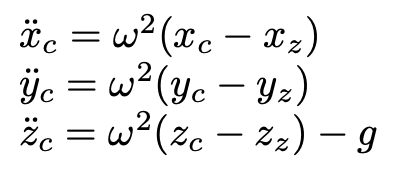 ẍ_c = ω²(x_c − x_z)
ÿ_c = ω²(y_c − y_z)
z̈_c = ω²(z_c − z_z) − g